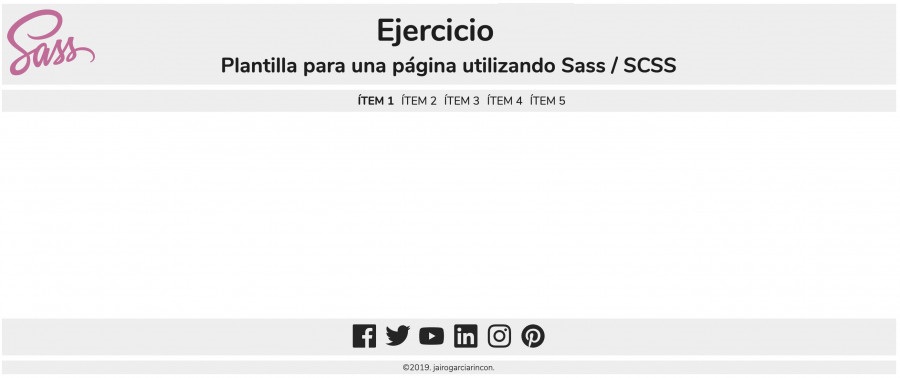 Sass
Ejercicio
Plantilla para una página utilizando Sass / SCSS
ÍTEM 1 ÍTEM 2 ÍTEM 3 ÍTEM 4 ÍTEM 5
©2019. jairogarciarincon.